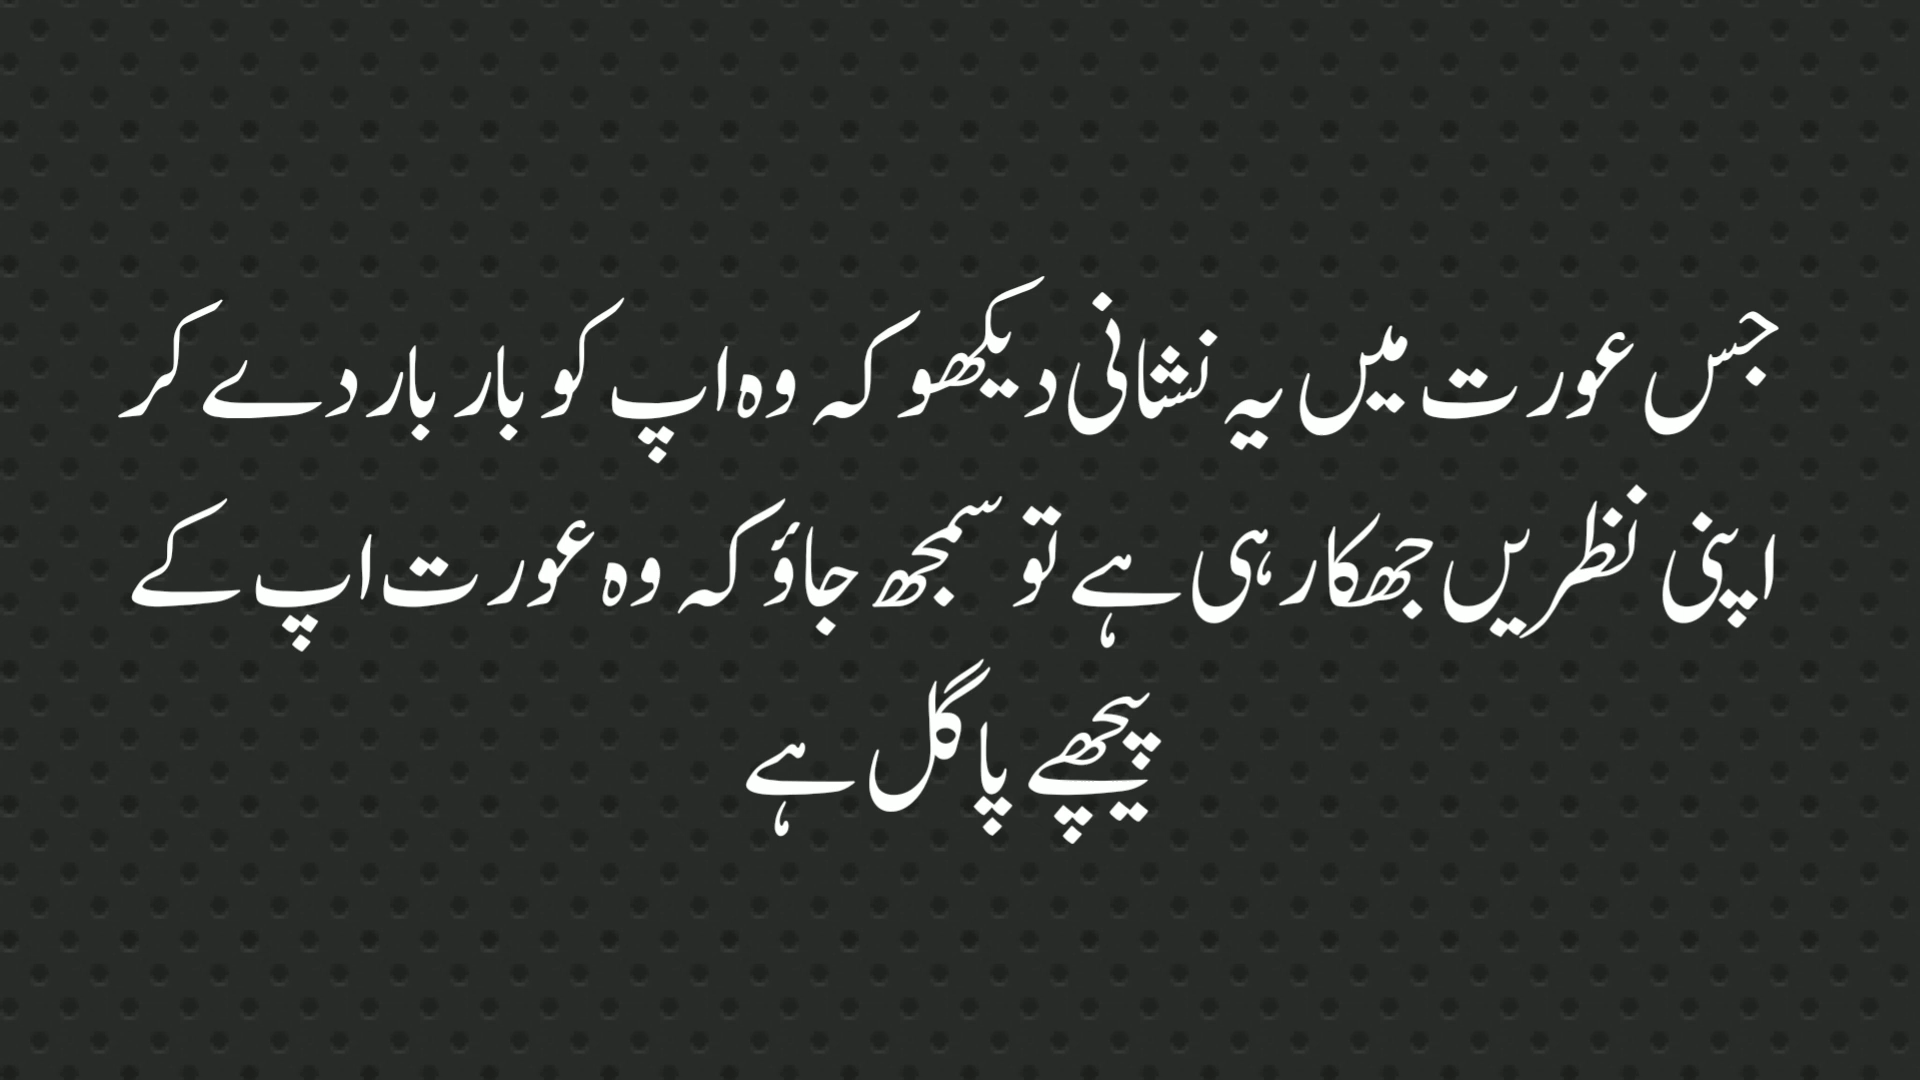 جس عورت میں یہ نشانی دیکھو کہ وہ اپ کو بار بار دے کر
اپنی نظریں جھکا رہی ہے تو سمجھ جاؤ کہ وہ عورت اپ کے
پیچھے پاگل ہے